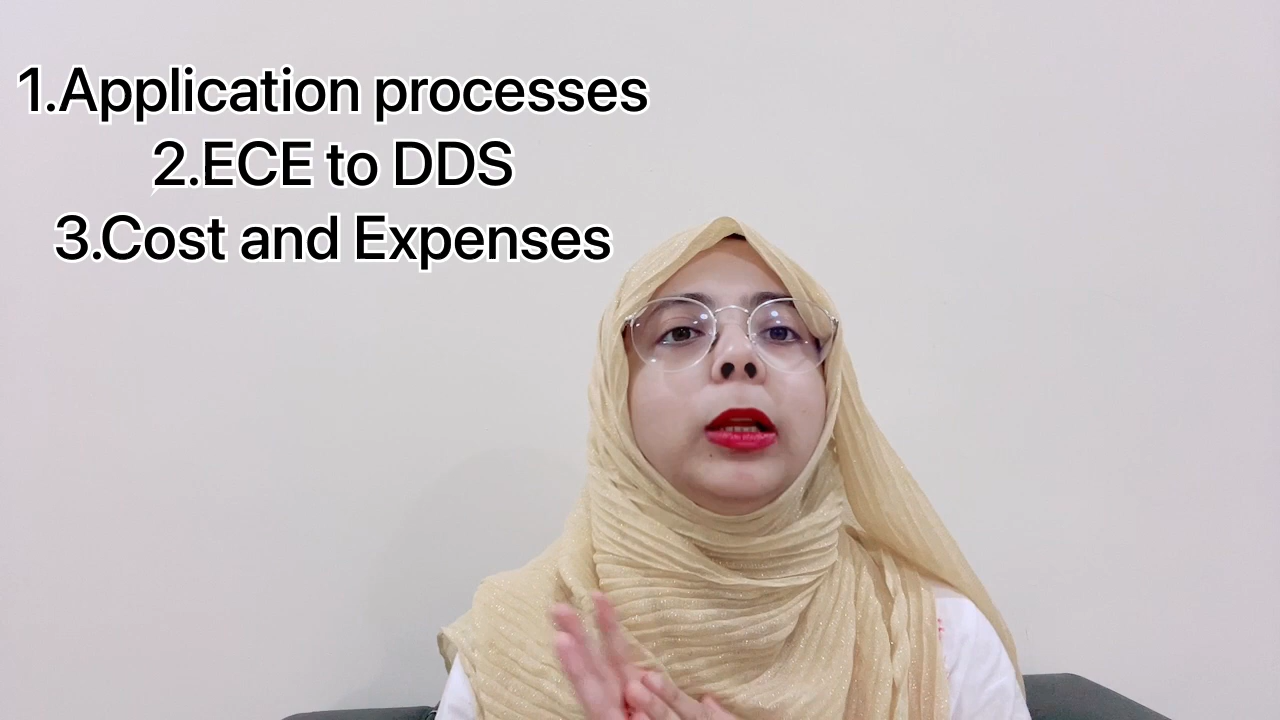 1.Application processes
2.ECE to DDS
3.Cost and Expenses